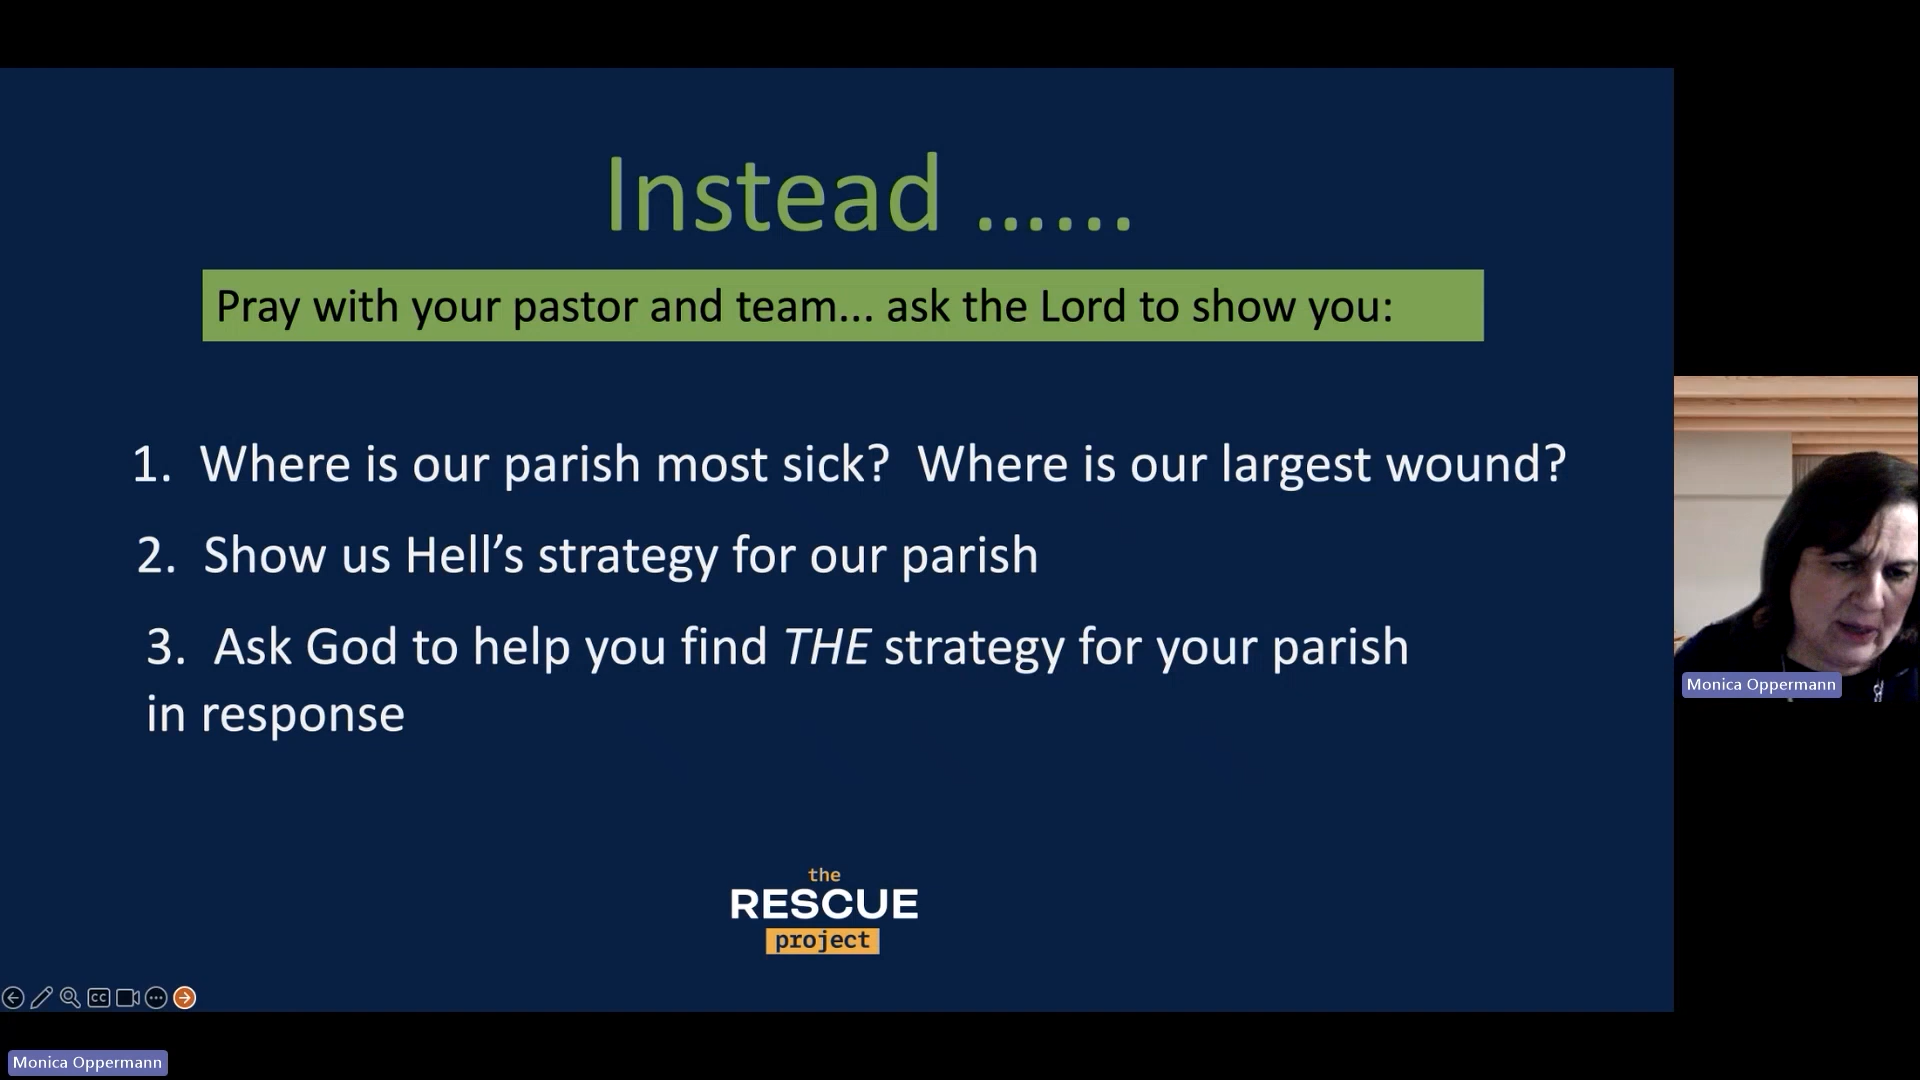 Instead ......
Pray with your pastor and team... ask the Lord to show you:
1. Where is our parish most sick? Where is our largest wound?
2. Show us Hell’s strategy for our parish
3. Ask God to help you find THE strategy for your parish
in response
the
RESCUE
project
CC
Monica Oppermann
Monica Oppermann